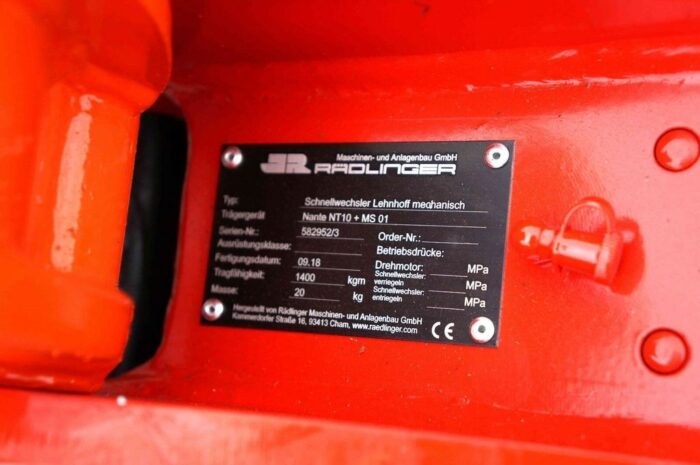 Maschinen- und Anlagenbau GmbH
JR RÄDLINGER
Typ: Schnellwechsler Lehnhoff mechanisch
Trägergerät Nante NT10 + MS 01
Serien-Nr.: 582952/3 Order-Nr.:
Ausrüstungsklasse: Betriebsdrücke:
Fertigungsdatum: 09.18 Drehmotor: MPa
Tragfähigkeit: 1400 kgm Schnellwechsler: verriegeln MPa
Masse: 20 kg Schnellwechsler: entriegeln MPa
Hergestellt von Rädlinger Maschinen- und Anlagenbau GmbH
Kammerdorfer Straße 16, 93413 Cham, www.raedlinger.com CE